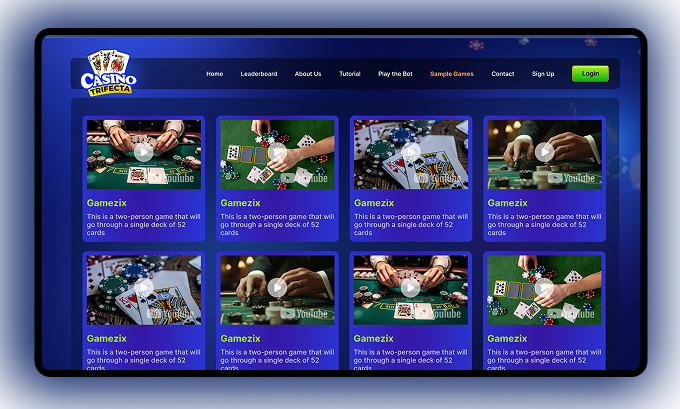 CASINO
TRIFECTA
Home Leaderboard About Us Tutorial Play the Bot Sample Games Contact Sign Up Login
YouTube YouTube YouTube YouTube
Gamezix Gamezix Gamezix Gamezix
This is a two-person game that will This is a two-person game that will This is a two-person game that will This is a two-person game that will
go through a single deck of 52 go through a single deck of 52 go through a single deck of 52 go through a single deck of 52
cards cards cards cards
YouTube YouTube YouTube YouTube
Gamezix Gamezix Gamezix Gamezix
This is a two-person game that will This is a two-person game that will This is a two-person game that will This is a two-person game that will
go through a single deck of 52 go through a single deck of 52 go through a single deck of 52 go through a single deck of 52
cards cards cards cards